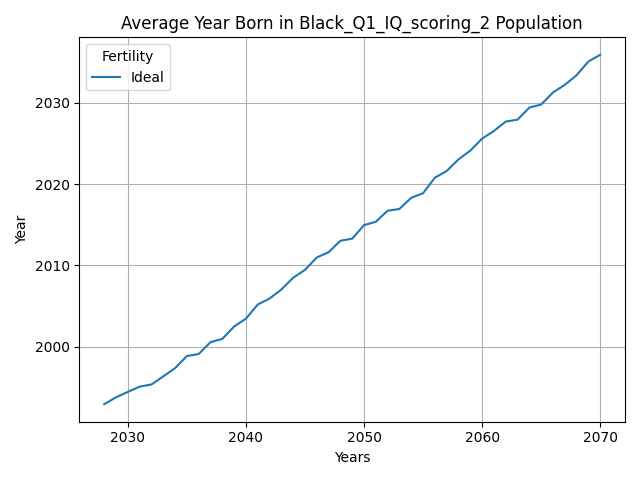 Average Year Born in Black_Q1_IQ_scoring_2 Population
Fertility
Ideal
Year
2030
2020
2010
2000
2030 2040 2050 2060 2070
Years